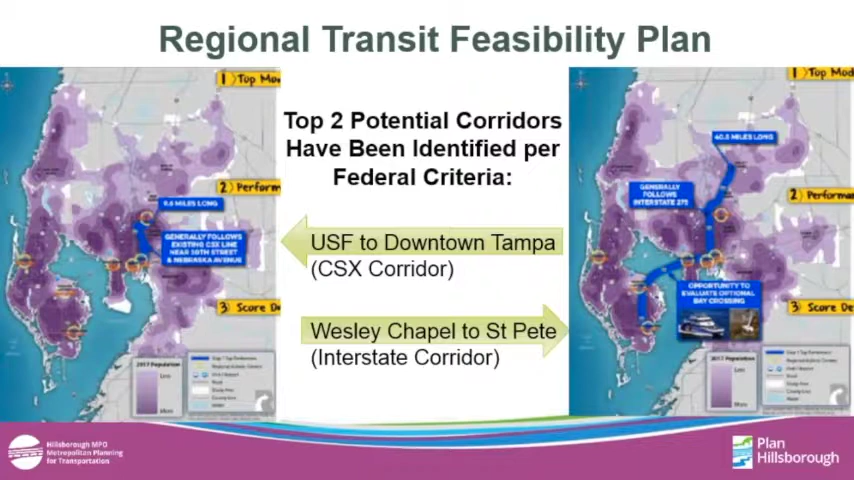 Regional Transit Feasibility Plan
1 Top Mo
2 Perform
9.6 MILES LONG
GENERALLY FOLLOWS
EXISTING CSX LINE
NEAR 30TH STREET
& NEBRASKA AVENUE
3 Score De
2017 Population
Less
More
Top 2 Potential Corridors
Have Been Identified per
Federal Criteria:
USF to Downtown Tampa
(CSX Corridor)
Wesley Chapel to St Pete
(Interstate Corridor)
1 Top Mod
40.8 MILES LONG
GENERALLY
FOLLOWS
INTERSTATE 275
2 Performa
OPPORTUNITY TO
EVALUATE OPTIONAL
BAY CROSSING
3 Score De
2017 Population
Less
More
Hillsborough MPO
Metropolitan Planning
for Transportation
Plan
Hillsborough